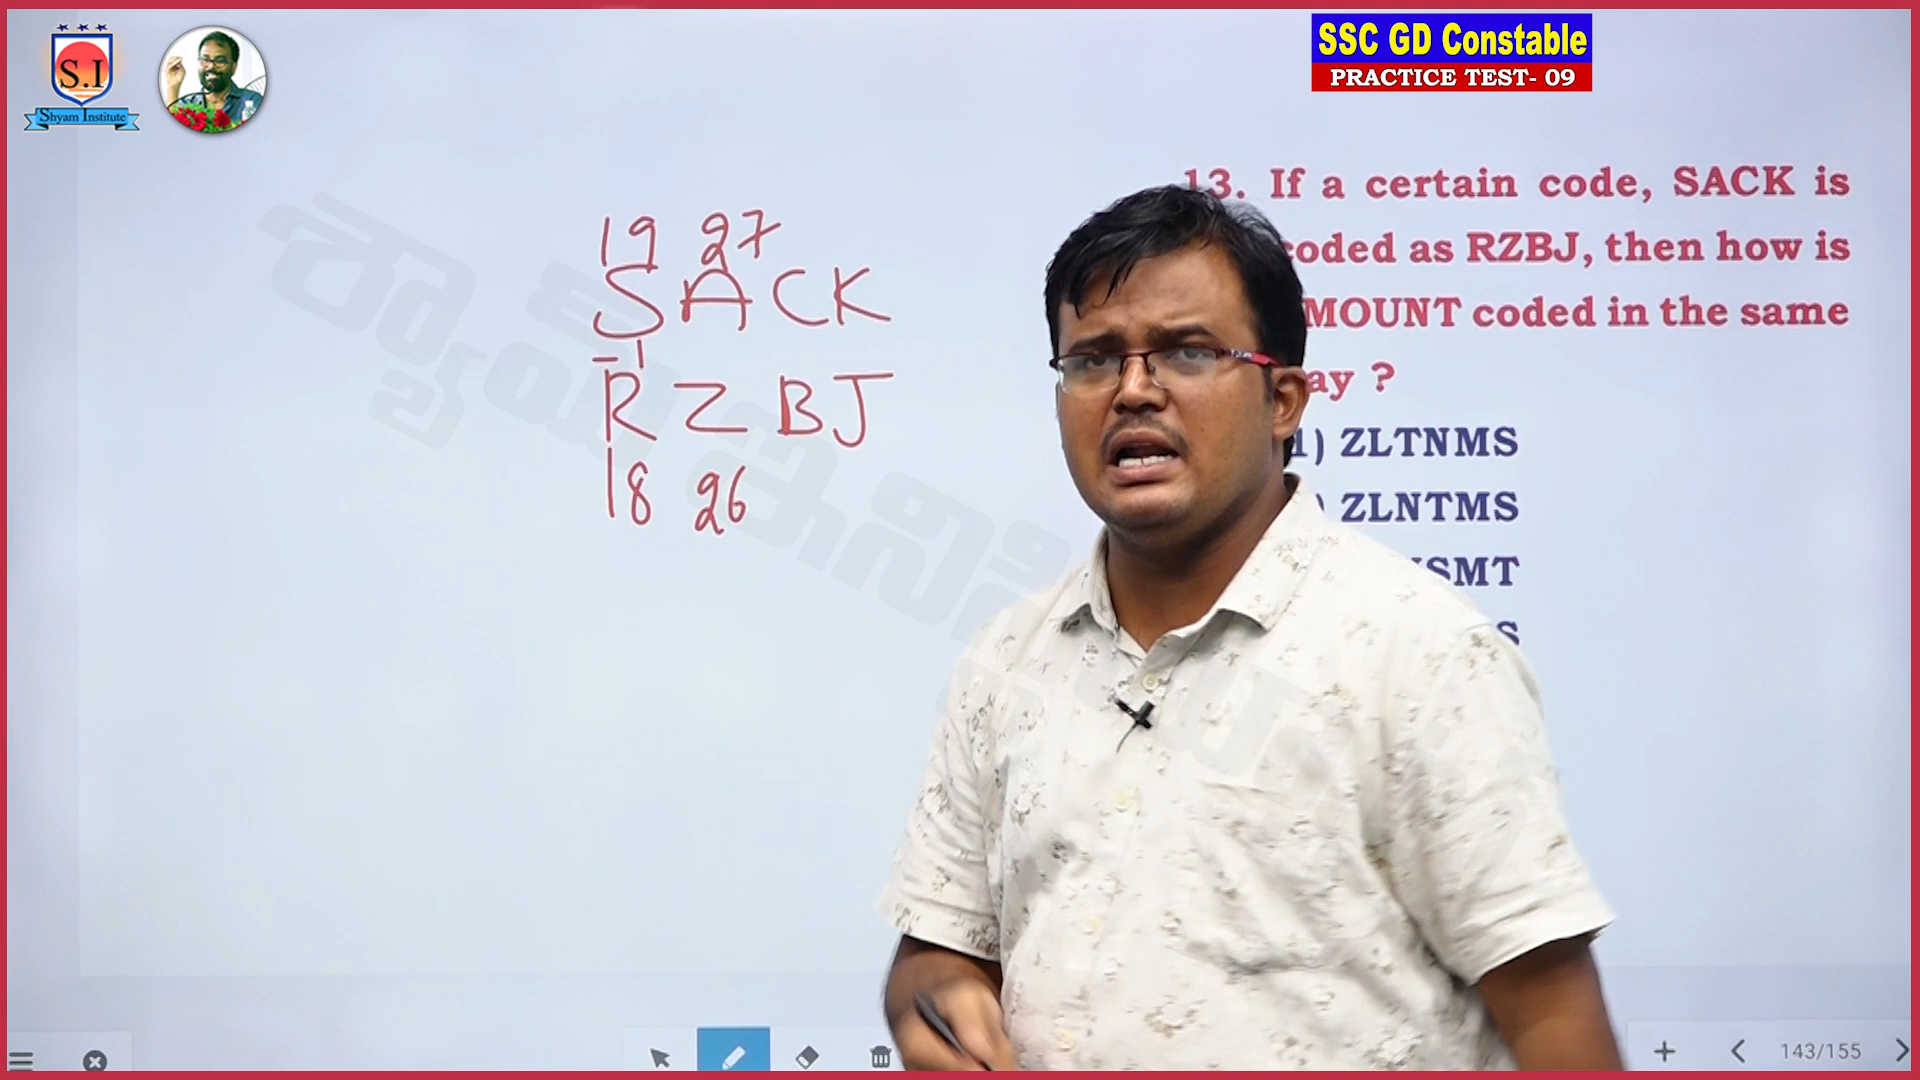 S.I
Shyam Institute
SSC GD Constable
PRACTICE TEST- 09
19 27
SACK
- 1
RZBJ
18 26
13. If a certain code, SACK is
coded as RZBJ, then how is
MOUNT coded in the same
ay ?
1) ZLTNMS
) ZLNTMS
SMT
S
143/155